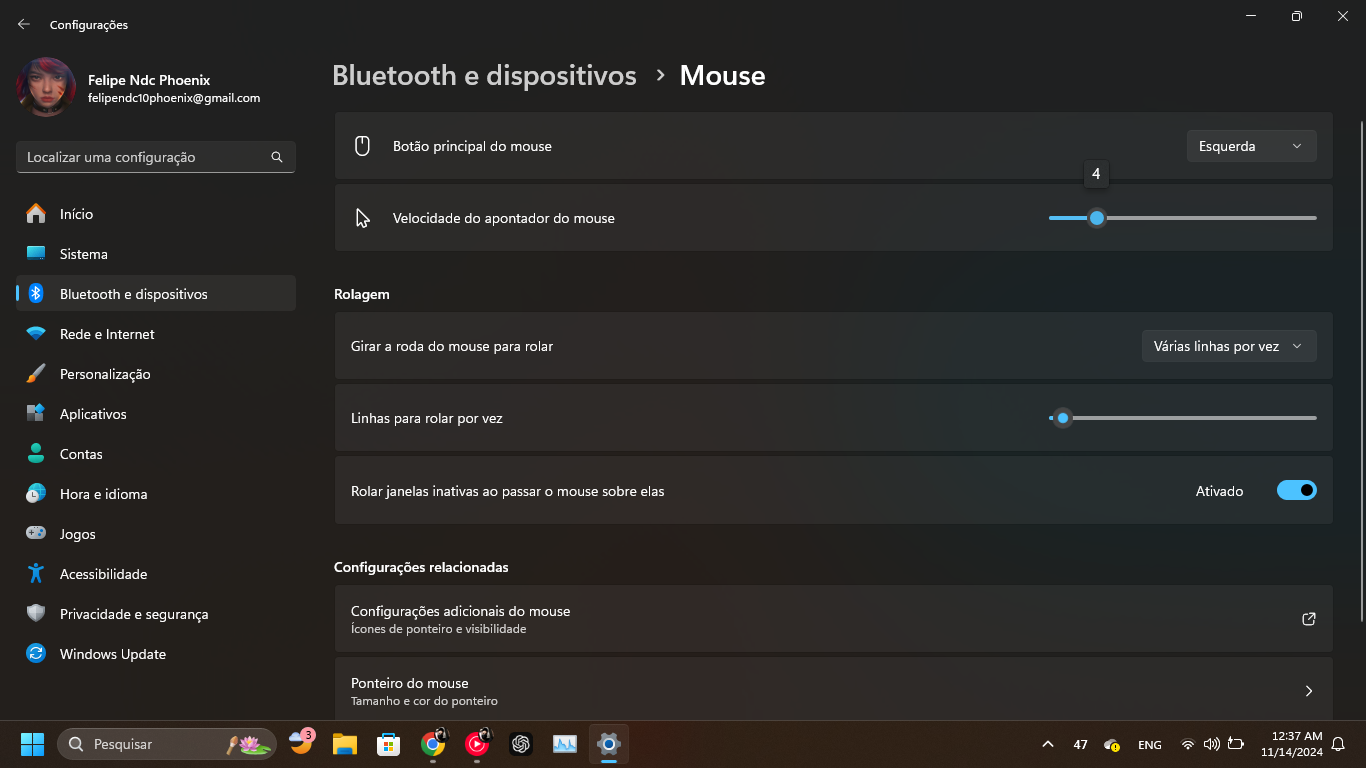 Configurações
Felipe Ndc Phoenix
felipendc10phoenix@gmail.com
Localizar uma configuração
Início
Sistema
Bluetooth e dispositivos
Rede e Internet
Personalização
Aplicativos
Contas
Hora e idioma
Jogos
Acessibilidade
Privacidade e segurança
Windows Update
Bluetooth e dispositivos › Mouse
Botão principal do mouse
Esquerda
4
Velocidade do apontador do mouse
Rolagem
Girar a roda do mouse para rolar
Várias linhas por vez
Linhas para rolar por vez
Rolar janelas inativas ao passar o mouse sobre elas
Ativado
Configurações relacionadas
Configurações adicionais do mouse
Ícones de ponteiro e visibilidade
Ponteiro do mouse
Tamanho e cor do ponteiro
Pesquisar
3
47
ENG
12:37 AM
11/14/2024